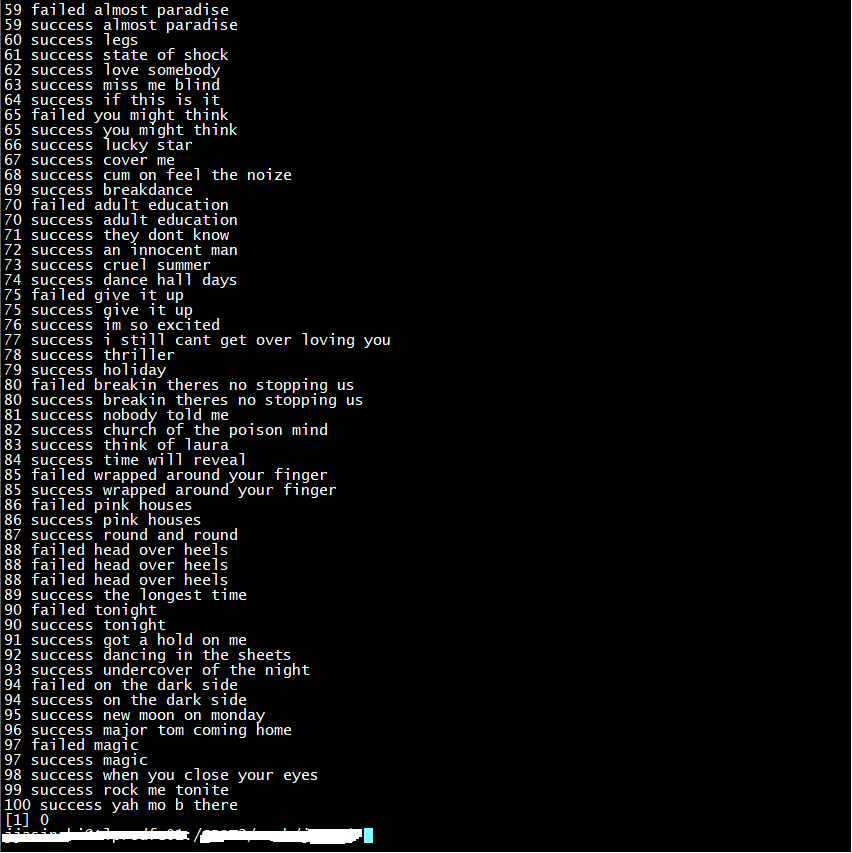 59 failed almost paradise
59 success almost paradise
60 success legs
61 success state of shock
62 success love somebody
63 success miss me blind
64 success if this is it
65 failed you might think
65 success you might think
66 success lucky star
67 success cover me
68 success cum on feel the noize
69 success breakdance
70 failed adult education
70 success adult education
71 success they dont know
72 success an innocent man
73 success cruel summer
74 success dance hall days
75 failed give it up
75 success give it up
76 success im so excited
77 success i still cant get over loving you
78 success thriller
79 success holiday
80 failed breakin theres no stopping us
80 success breakin theres no stopping us
81 success nobody told me
82 success church of the poison mind
83 success think of laura
84 success time will reveal
85 failed wrapped around your finger
85 success wrapped around your finger
86 failed pink houses
86 success pink houses
87 success round and round
88 failed head over heels
88 failed head over heels
88 failed head over heels
89 success the longest time
90 failed tonight
90 success tonight
91 success got a hold on me
92 success dancing in the sheets
93 success undercover of the night
94 failed on the dark side
94 success on the dark side
95 success new moon on monday
96 success major tom coming home
97 failed magic
97 success magic
98 success when you close your eyes
99 success rock me tonite
100 success yah mo b there
[1] 0